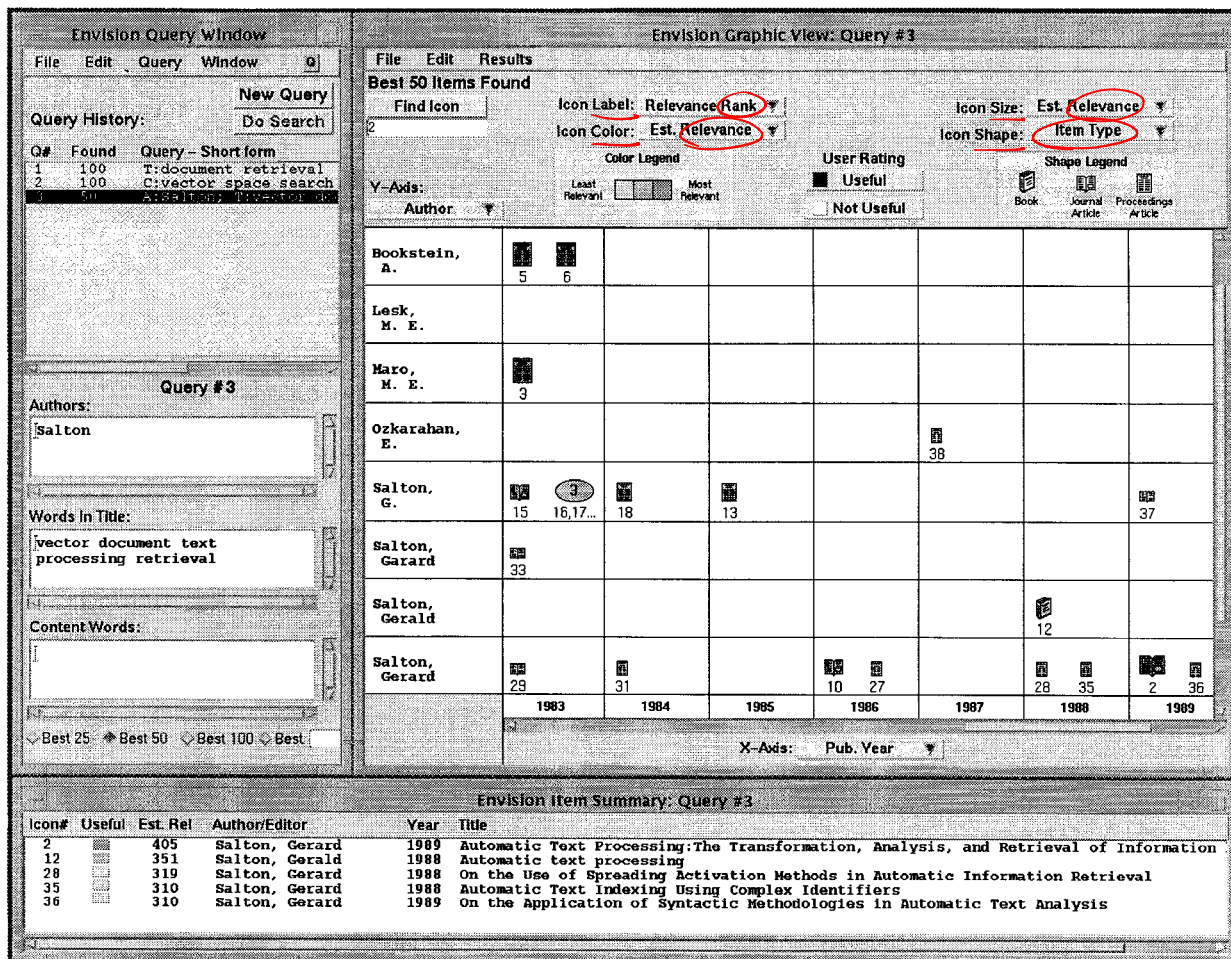 Envision Query Window
File Edit Query Window Q
New Query
Query History: Do Search
Q# Found Query - Short form
1 100 T:document retrieval
2 100 C:vector space search
3 50 A:Salton; T:vector do
Query #3
Authors:
Salton
Words In Title:
vector document text
processing retrieval
Content Words:
Best 25 Best 50 Best 100 Best
Envision Graphic View: Query #3
File Edit Results
Best 50 Items Found
Find Icon
2
Icon Label: Relevance Rank
Icon Size: Est. Relevance
Icon Color: Est. Relevance
Icon Shape: Item Type
Color Legend
Least Relevant Most Relevant
User Rating
Useful
Not Useful
Shape Legend
Book Journal Article Proceedings Article
Y-Axis:
Author
Bookstein, A.
5 6
Lesk, M. E.
Maro, M. E.
3
Ozkarahan, E.
38
Salton, G.
3
15 16,17... 18 13 37
Salton, Garard
33
Salton, Gerald
12
Salton, Gerard
29 31 10 27 28 35 2 36
1983 1984 1985 1986 1987 1988 1989
X-Axis: Pub. Year
Envision Item Summary: Query #3
Icon# Useful Est. Rel Author/Editor Year Title
2 405 Salton, Gerard 1989 Automatic Text Processing:The Transformation, Analysis, and Retrieval of Information
12 351 Salton, Gerald 1988 Automatic text processing
28 319 Salton, Gerard 1988 On the Use of Spreading Activation Methods in Automatic Information Retrieval
35 310 Salton, Gerard 1988 Automatic Text Indexing Using Complex Identifiers
36 310 Salton, Gerard 1989 On the Application of Syntactic Methodologies in Automatic Text Analysis